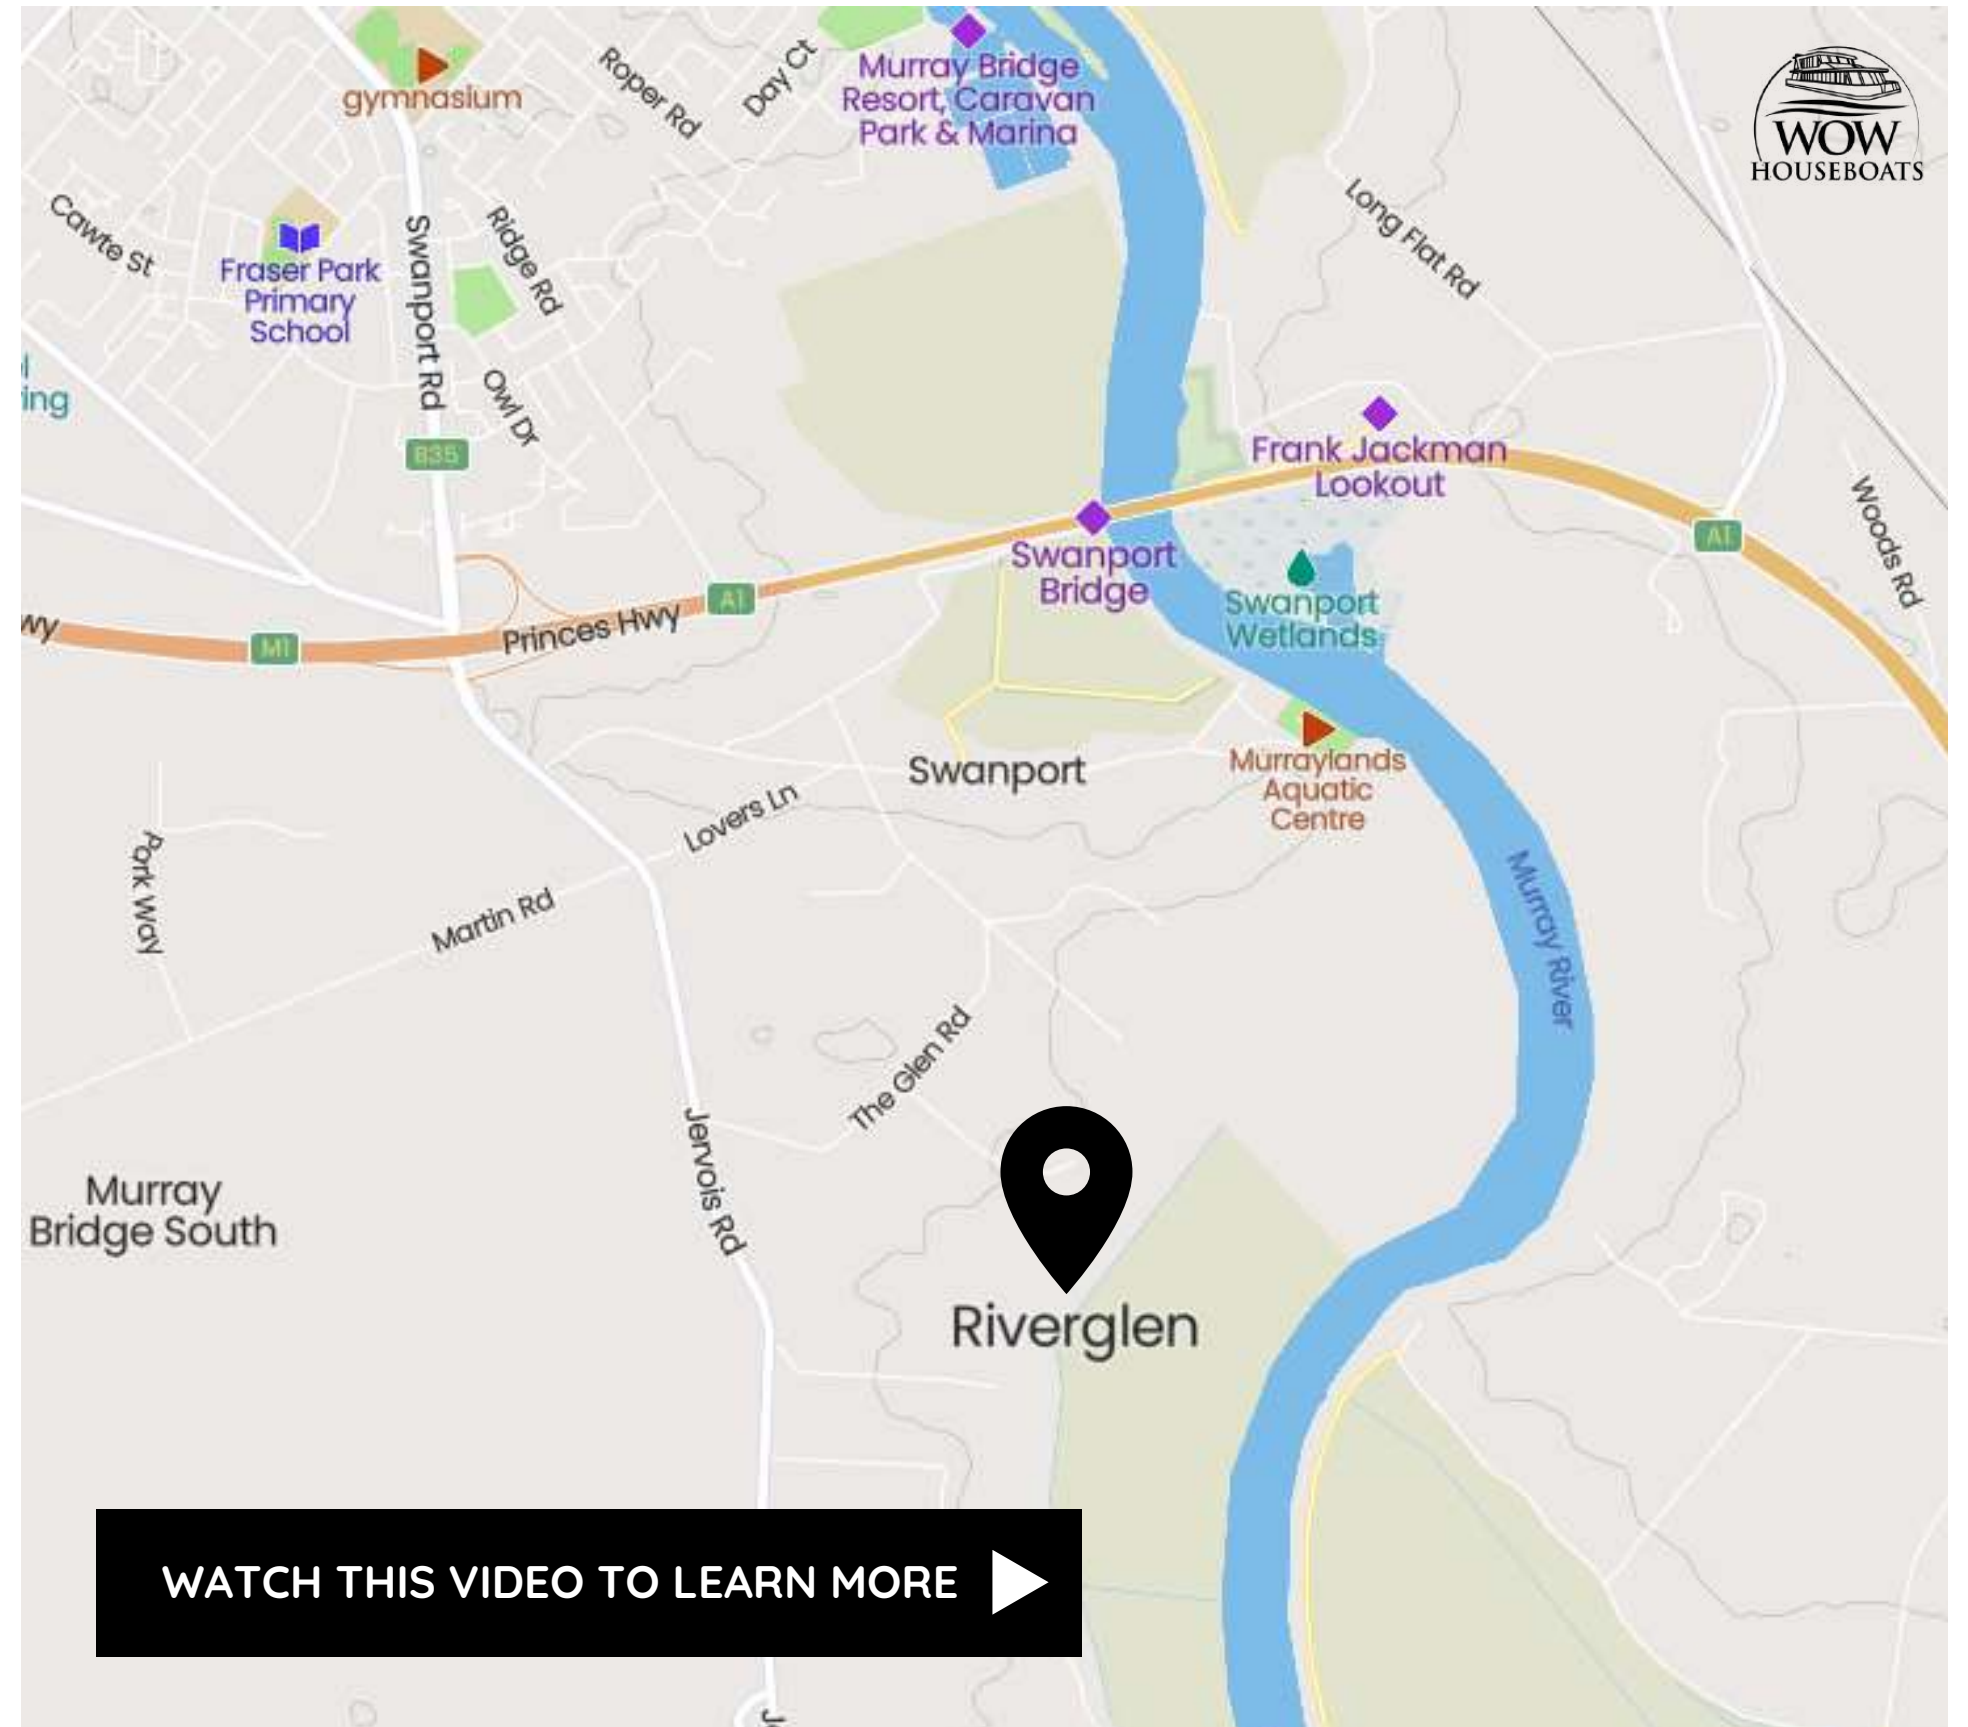 Murray Bridge
Resort, Caravan
Park & Marina
gymnasium
Roper Rd
Day Ct
WOW
HOUSEBOATS
Cawte St
Fraser Park
Primary
School
Swanport Rd
Ridge Rd
Long Flat Rd
ing
Owl Dr
B35
Frank Jackman
Lookout
Woods Rd
A1
Swanport
Bridge
Swanport
Wetlands
A1
Princes Hwy
wy
M1
Swanport
Murraylands
Aquatic
Centre
Lovers Ln
Park Way
Martin Rd
Murray River
The Glen Rd
Jervois Rd
Murray
Bridge South
Riverglen
WATCH THIS VIDEO TO LEARN MORE